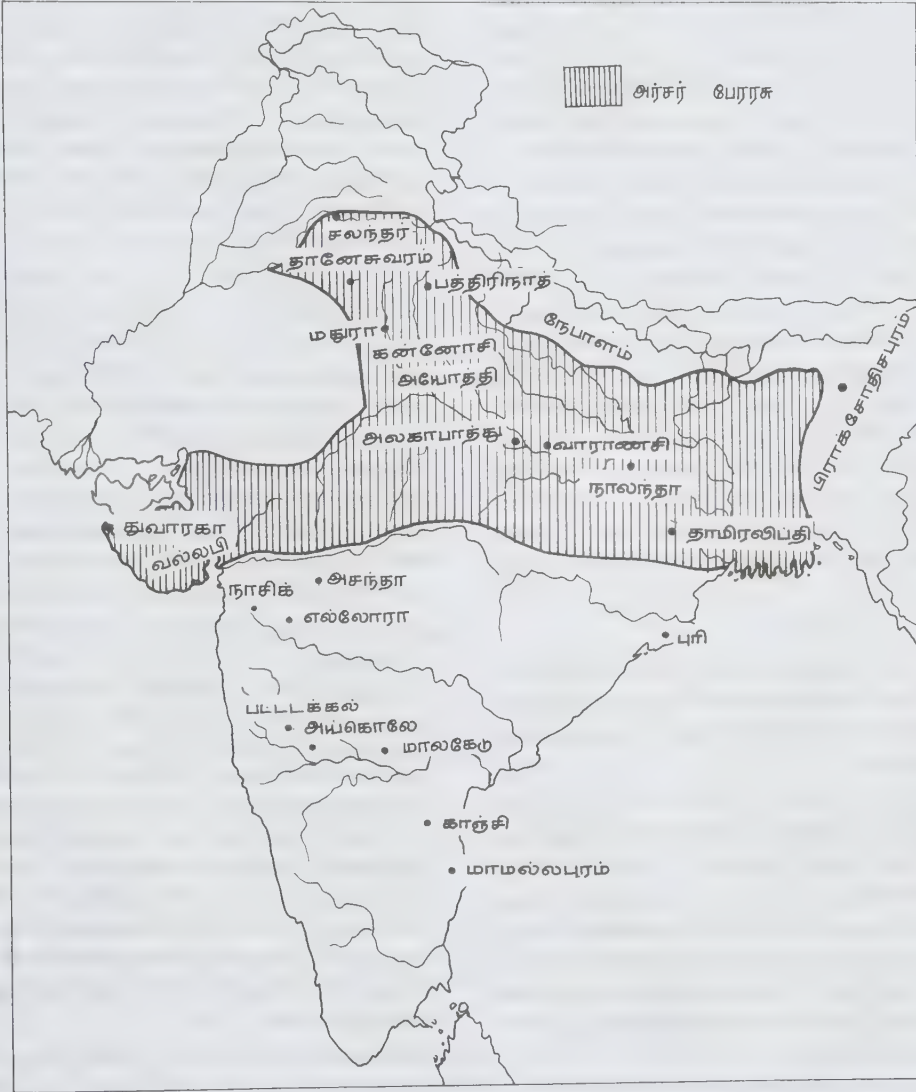 அர்சர் பேரரசு
சலந்தர்
தானேசுவரம்
பத்திரிநாத்
மதுரா
நேபாளம்
கன்னோசி
அயோத்தி
பிராகசோதிசபுரம்
அலகாபாத்து
வாராணசி
நாலந்தா
துவாரகா
வல்லபி
தாமிரலிப்தி
நாசிக்
அசந்தா
எல்லோரா
புரி
பட்டடக்கல்
அய்கொலே
மாலகேடு
காஞ்சி
மாமல்லபுரம்